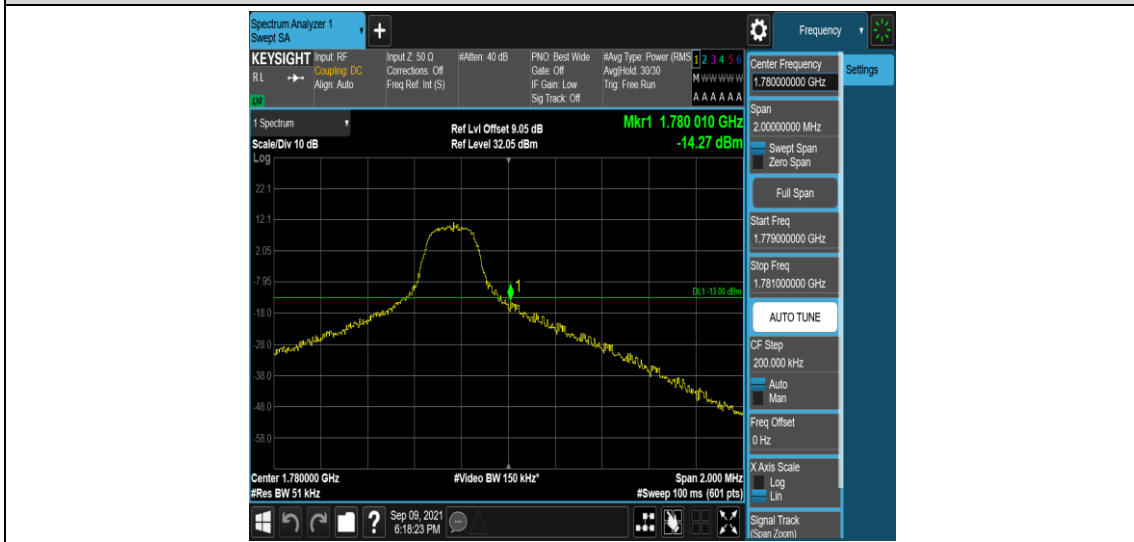 Spectrum Analyzer 1
Swept SA
+
Frequency
KEYSIGHT
RL
LXI
Input: RF
Coupling: DC
Align: Auto
Input Z: 50 Ω
Corrections: Off
Freq Ref: Int (S)
#Atten: 40 dB
PNO: Best Wide
Gate: Off
IF Gain: Low
Sig Track: Off
#Avg Type: Power (RMS
Avg|Hold: 30/30
Trig: Free Run
1 2 3 4 5 6
M W W W W W
A A A A A A
1 Spectrum
Scale/Div 10 dB
Log
Ref Lvl Offset 9.05 dB
Ref Level 32.05 dBm
Mkr1 1.780 010 GHz
-14.27 dBm
22.1
12.1
2.05
-7.95
-18.0
-28.0
-38.0
-48.0
-58.0
1
DL1 -13.00 dBm
Center 1.780000 GHz
#Res BW 51 kHz
#Video BW 150 kHz*
Span 2.000 MHz
#Sweep 100 ms (601 pts)
Center Frequency
1.780000000 GHz
Settings
Span
2.00000000 MHz
Swept Span
Zero Span
Full Span
Start Freq
1.779000000 GHz
Stop Freq
1.781000000 GHz
AUTO TUNE
CF Step
200.000 kHz
Auto
Man
Freq Offset
0 Hz
X Axis Scale
Log
Lin
Signal Track
(Span Zoom)
?
Sep 09, 2021
6:18:23 PM